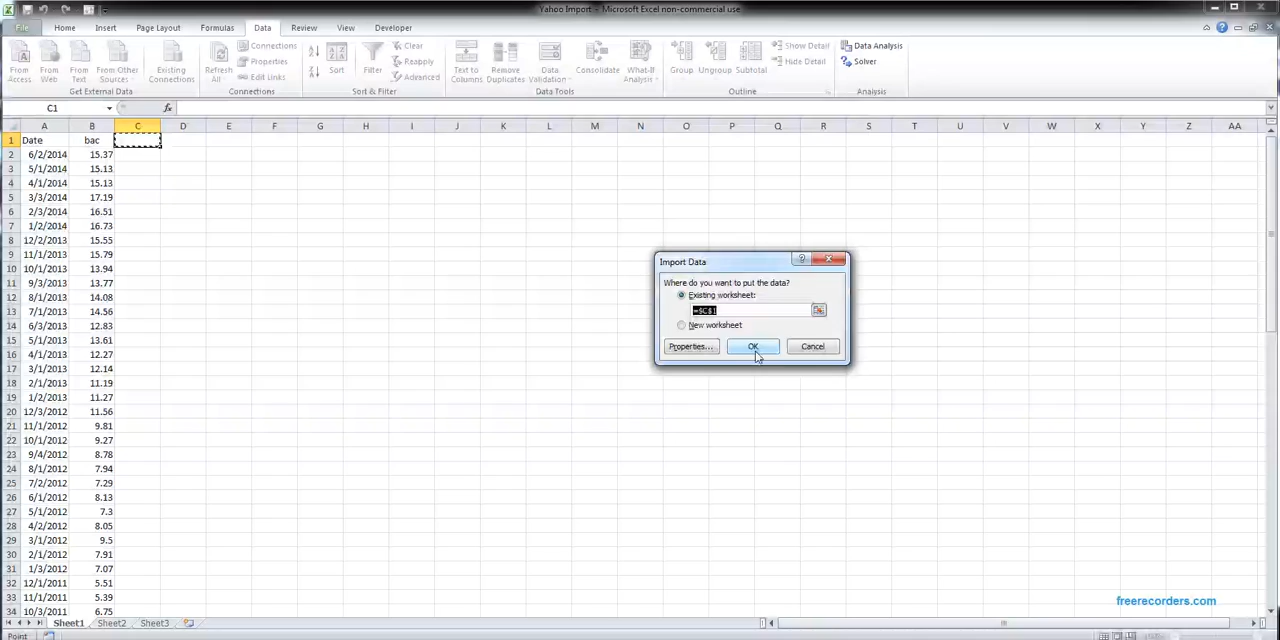 Yahoo Import - Microsoft Excel non-commercial use
File Home Insert Page Layout Formulas Data Review View Developer
From Access From Web From Text From Other Sources Existing Connections Refresh All Connections Properties Edit Links Sort Filter Clear Reapply Advanced Text to Columns Remove Duplicates Data Validation Consolidate What-If Analysis Group Ungroup Subtotal Show Detail Hide Detail Data Analysis Solver
Get External Data Connections Sort & Filter Data Tools Outline Analysis
C1 fx
A B C D E F G H I J K L M N O P Q R S T U V W X Y Z AA
1 Date bac
2 6/2/2014 15.37
3 5/1/2014 15.13
4 4/1/2014 15.13
5 3/3/2014 17.19
6 2/3/2014 16.51
7 1/2/2014 16.73
8 12/2/2013 15.55
9 11/1/2013 15.79
10 10/1/2013 13.94
11 9/3/2013 13.77
12 8/1/2013 14.08
13 7/1/2013 14.56
14 6/3/2013 12.83
15 5/1/2013 13.61
16 4/1/2013 12.27
17 3/1/2013 12.14
18 2/1/2013 11.19
19 1/2/2013 11.27
20 12/3/2012 11.56
21 11/1/2012 9.81
22 10/1/2012 9.27
23 9/4/2012 8.78
24 8/1/2012 7.94
25 7/2/2012 7.29
26 6/1/2012 8.13
27 5/1/2012 7.3
28 4/2/2012 8.05
29 3/1/2012 9.5
30 2/1/2012 7.91
31 1/3/2012 7.07
32 12/1/2011 5.51
33 11/1/2011 5.39
34 10/3/2011 6.75
Import Data
Where do you want to put the data?
Existing worksheet:
=$C$1
New worksheet
Properties... OK Cancel
freerecorders.com
Sheet1 Sheet2 Sheet3
Point